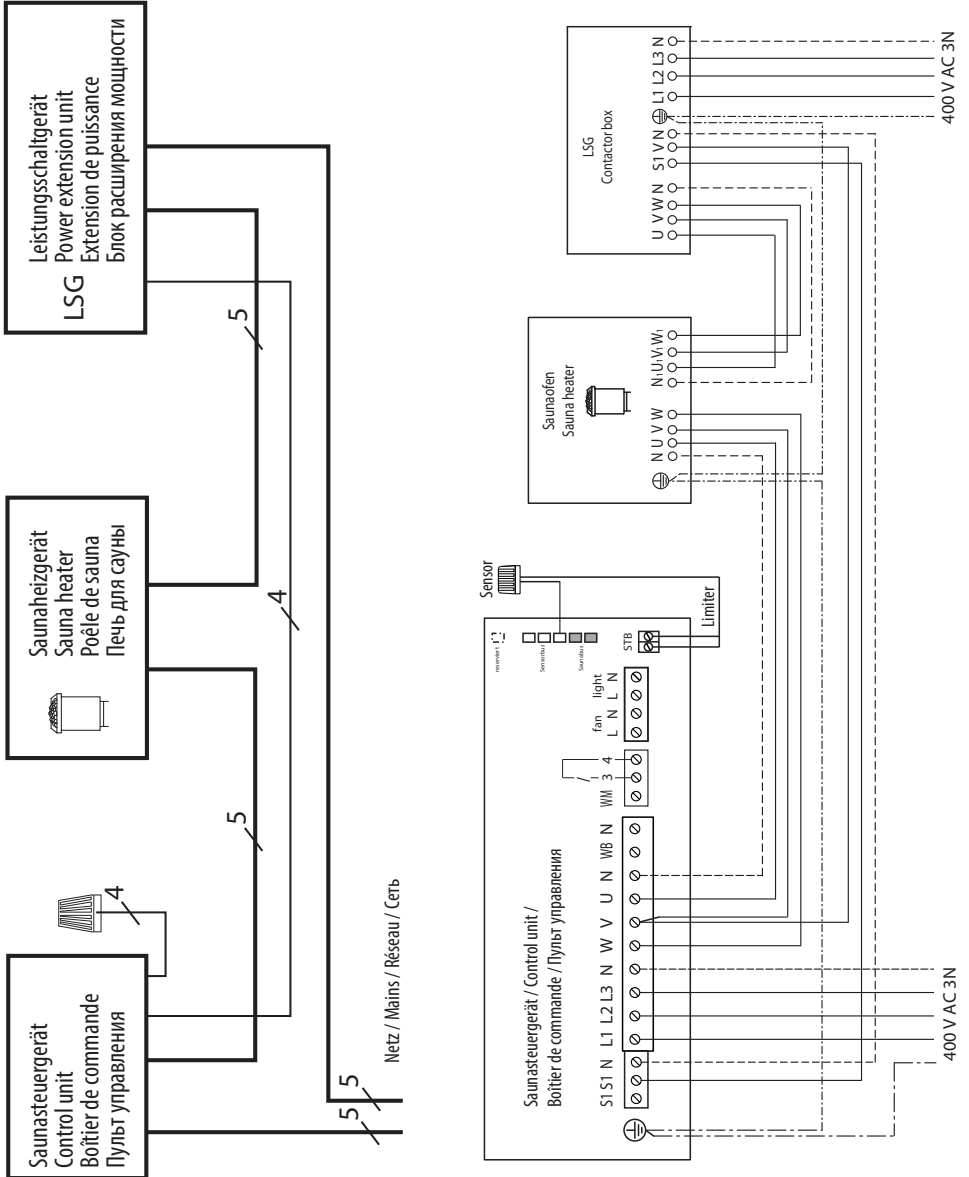 Saunasteuergerät
Control unit
Boîtier de commande
Пульт управления
4
5
Saunaheizgerät
Sauna heater
Poêle de sauna
Печь для сауны
4
5
LSG
Leistungsschaltgerät
Power extension unit
Extension de puissance
Блок расширения мощности
5
5
Netz / Mains / Réseau / Сеть
Saunasteuergerät / Control unit /
Boîtier de commande / Пульт управления
S1 S1 N L1 L2 L3 N W V U N WB N
WM 3 4
fan light
L N L N
STB
reserviert
Sensorbus
Saunabus
Sensor
Limiter
400 V AC 3N
Saunaofen
Sauna heater
N U V W N1 U1 V1 W1
LSG
Contactor box
U V W N S1 V N L1 L2 L3 N
400 V AC 3N